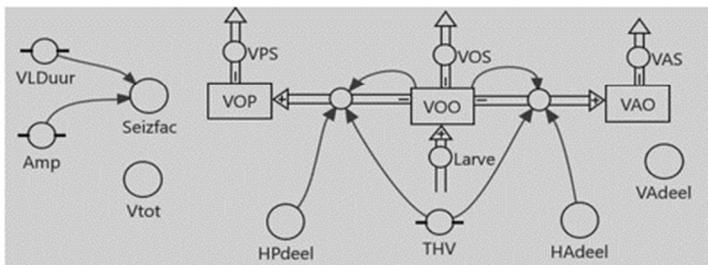 VPS
VOS
VAS
VLDuur
VOP
VOO
VAO
Seizfac
Amp
Larve
Vtot
VAdeel
HPdeel
THV
HAdeel